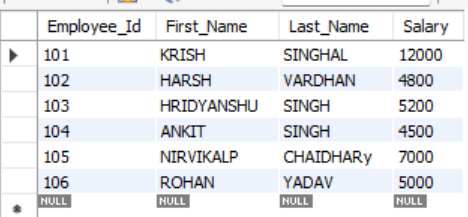 Employee_Id First_Name Last_Name Salary
101 KRISH SINGHAL 12000
102 HARSH VARDHAN 4800
103 HRIDYANSHU SINGH 5200
104 ANKIT SINGH 4500
105 NIRVIKALP CHAIDHARy 7000
106 ROHAN YADAV 5000
NULL NULL NULL NULL